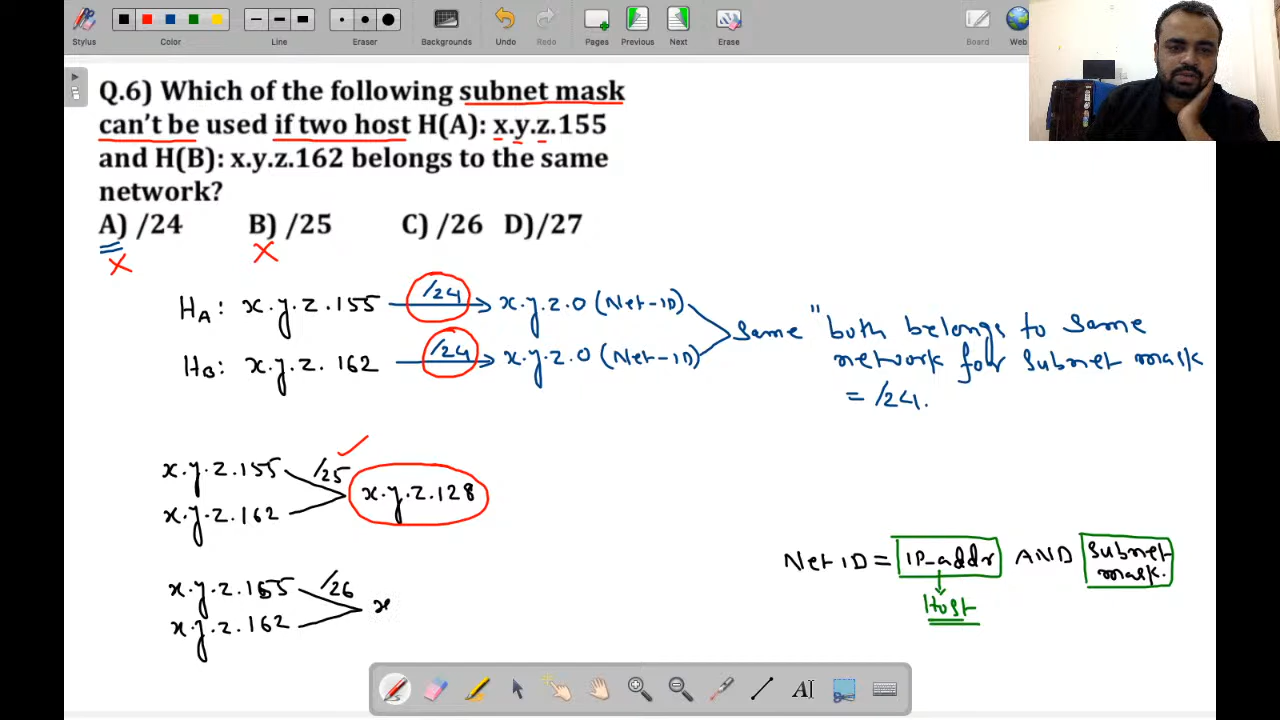 Stylus Color Line Eraser Backgrounds Undo Redo Pages Previous Next Erase Board Web
Q.6) Which of the following subnet mask
can't be used if two host H(A): x.y.z.155
and H(B): x.y.z.162 belongs to the same
network?
A) /24 B) /25 C) /26 D)/27
HA: x.y.z.155 /24 x.y.z.0 (Net-ID)
HB: x.y.z.162 /24 x.y.z.0 (Net-ID)
Same "both belongs to same
network for Subnet mask
= /24.
x.y.z.155 /25
x.y.z.162 x.y.z.128
x.y.z.155 /26
x.y.z.162 x
Net ID = IP_addr AND Subnet
mask.
Host